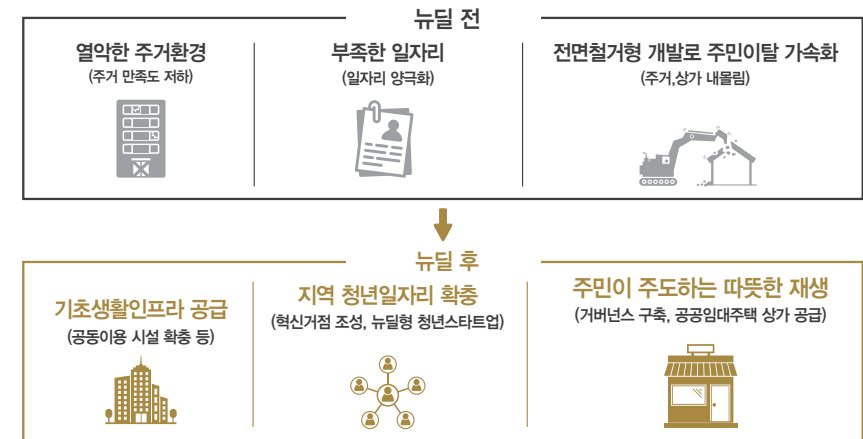 뉴딜 전
열악한 주거환경
(주거 만족도 저하)
부족한 일자리
(일자리 양극화)
전면철거형 개발로 주민이탈 가속화
(주거,상가 내몰림)
뉴딜 후
기초생활인프라 공급
(공동이용 시설 확충 등)
지역 청년일자리 확충
(혁신거점 조성, 뉴딜형 청년스타트업)
주민이 주도하는 따뜻한 재생
(거버넌스 구축, 공공임대주택 상가 공급)